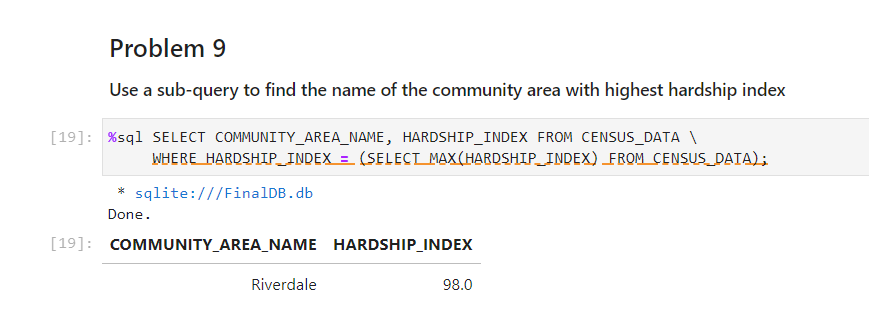 Problem 9
Use a sub-query to find the name of the community area with highest hardship index
[19]: %sql SELECT COMMUNITY_AREA_NAME, HARDSHIP_INDEX FROM CENSUS_DATA \
WHERE HARDSHIP_INDEX = (SELECT MAX(HARDSHIP_INDEX) FROM CENSUS_DATA);
* sqlite:///FinalDB.db
Done.
[19]: COMMUNITY_AREA_NAME HARDSHIP_INDEX
Riverdale 98.0